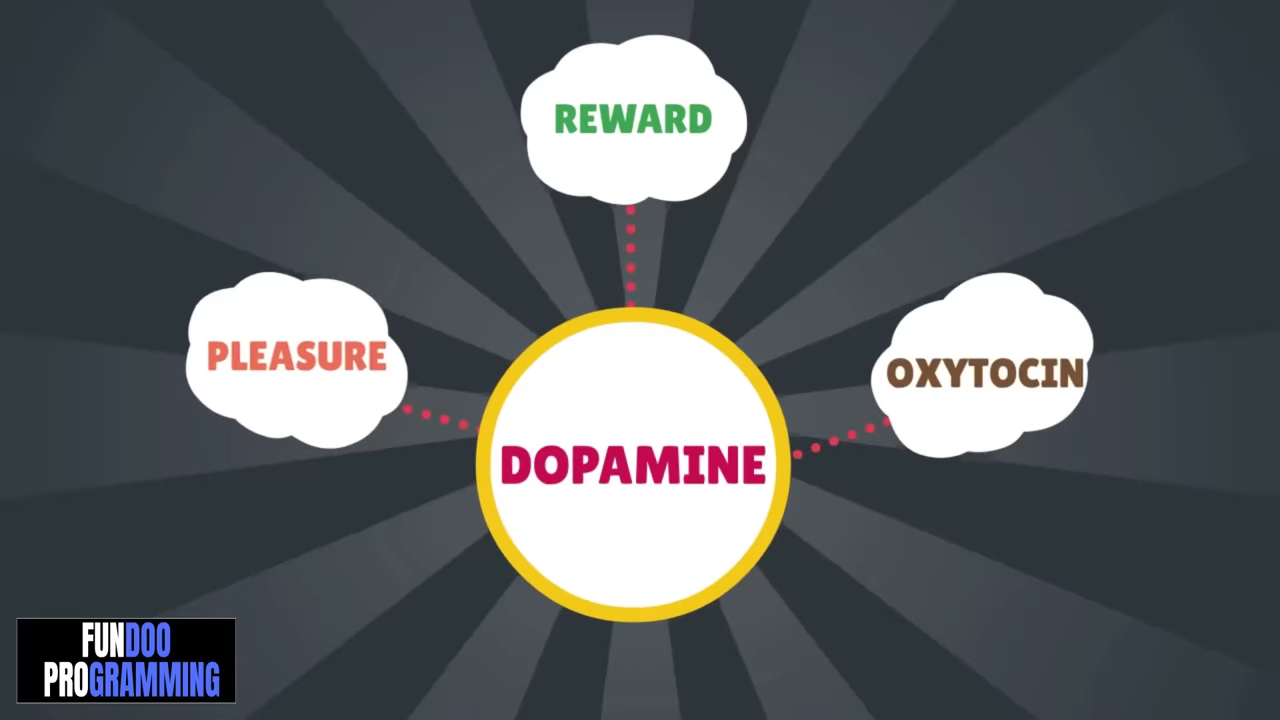 REWARD
PLEASURE
OXYTOCIN
DOPAMINE
FUNDOO
PROGRAMMING